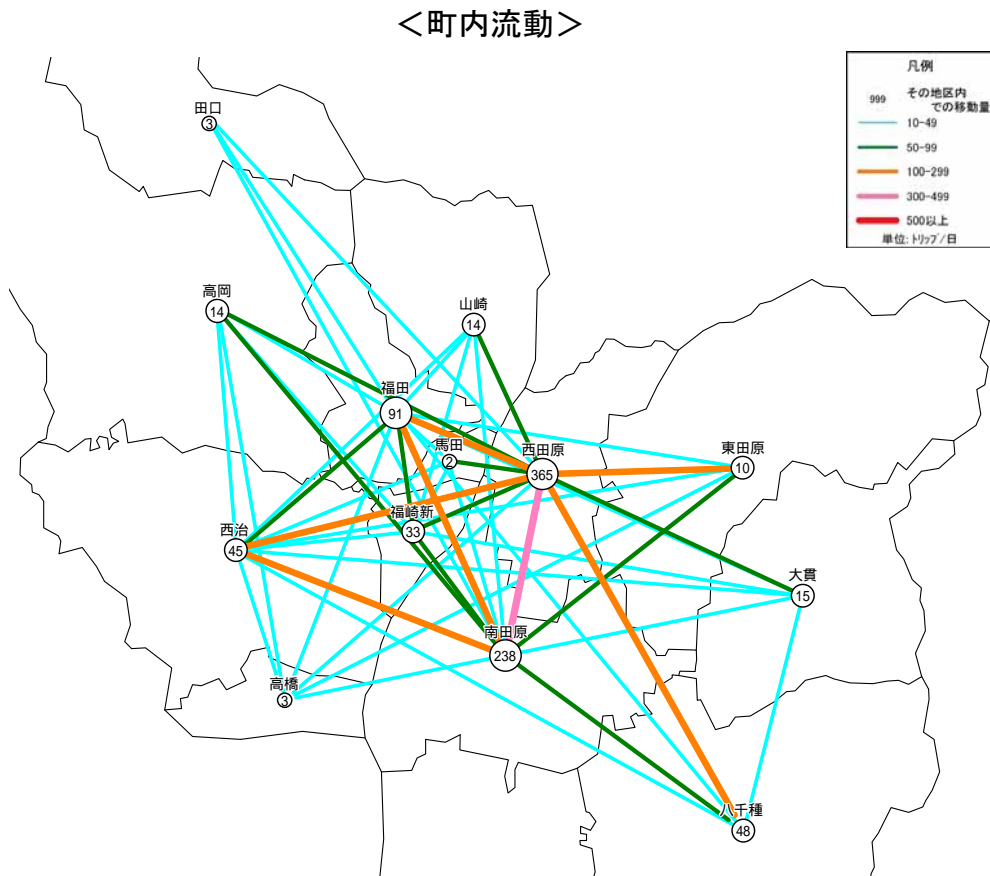 <町内流動>
凡例
999 その地区内
での移動量
10-49
50-99
100-299
300-499
500以上
単位:トリップ/日
田口
3
高岡
14
山崎
14
福田
91
馬田
2
西田原
365
東田原
10
福崎新
33
西治
45
大貫
15
南田原
238
高橋
3
八千種
48